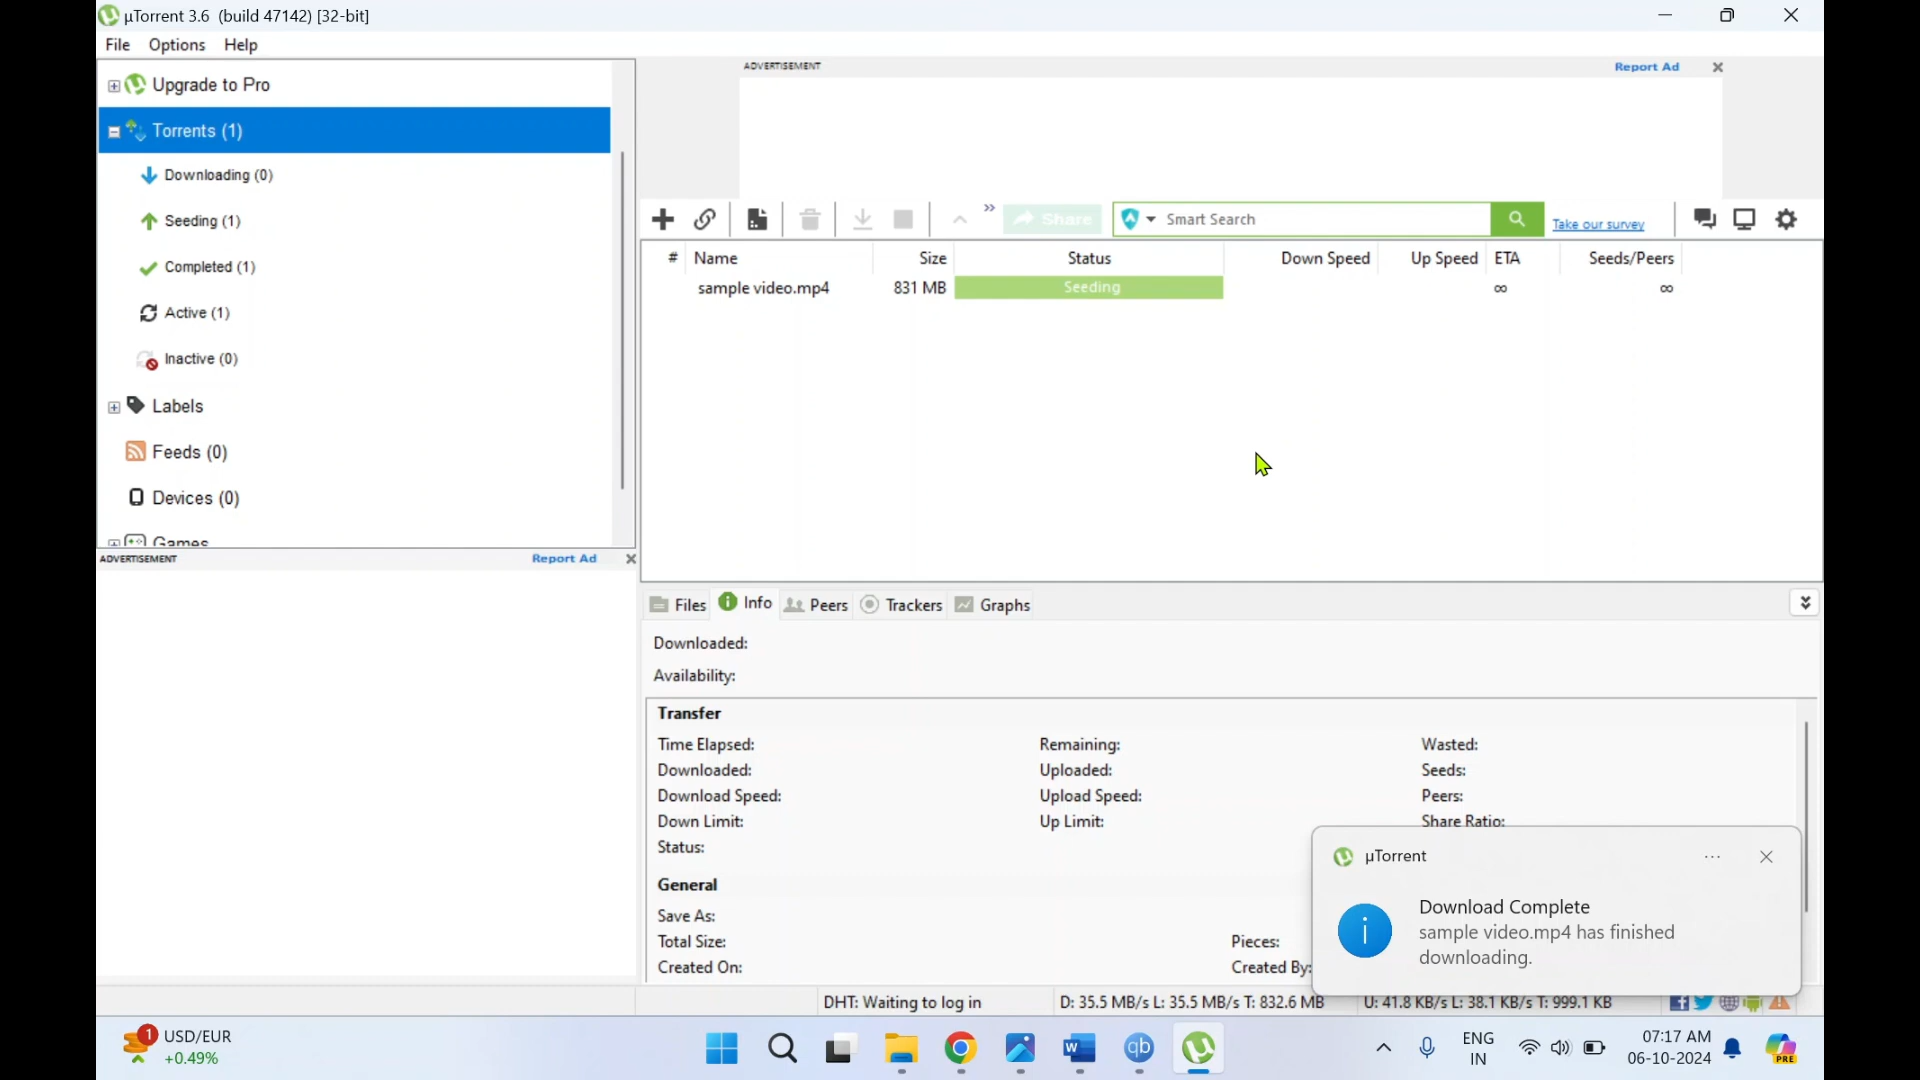 µTorrent 3.6 (build 47142) [32-bit]
File Options Help
Upgrade to Pro
Torrents (1)
Downloading (0)
Seeding (1)
Completed (1)
Active (1)
Inactive (0)
Labels
Feeds (0)
Devices (0)
Games
ADVERTISEMENT Report Ad
ADVERTISEMENT Report Ad
Share Smart Search Take our survey
# Name Size Status Down Speed Up Speed ETA Seeds/Peers
sample video.mp4 831 MB Seeding ∞ ∞
Files Info Peers Trackers Graphs
Downloaded:
Availability:
Transfer
Time Elapsed: Remaining: Wasted:
Downloaded: Uploaded: Seeds:
Download Speed: Upload Speed: Peers:
Down Limit: Up Limit: Share Ratio:
Status:
General
Save As:
Total Size: Pieces:
Created On: Created By:
µTorrent
Download Complete
sample video.mp4 has finished
downloading.
DHT: Waiting to log in D: 35.5 MB/s L: 35.5 MB/s T: 832.6 MB U: 41.8 KB/s L: 38.1 KB/s T: 999.1 KB
1 USD/EUR
+0.49%
W
qb
ENG
IN
07:17 AM
06-10-2024
PRE